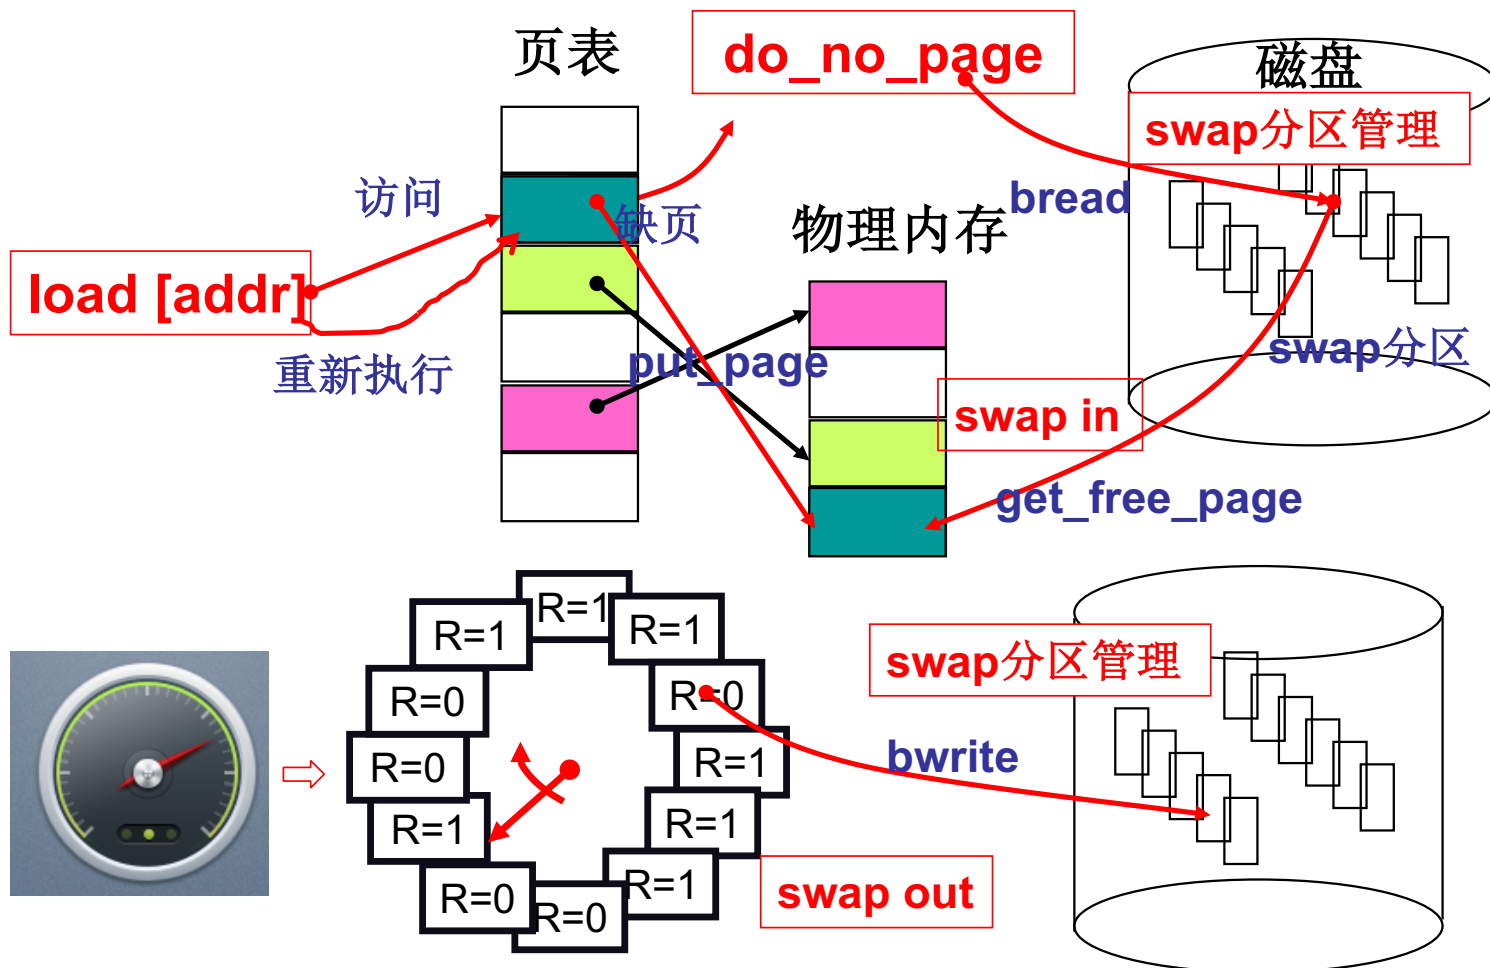 页表
do_no_page
磁盘
swap分区管理
访问
缺页
bread
物理内存
load [addr]
重新执行
put_page
swap分区
swap in
get_free_page
R=1
R=1
R=1
R=0
R=0
R=0
R=1
R=1
R=1
R=0
R=0
R=1
swap分区管理
bwrite
swap out